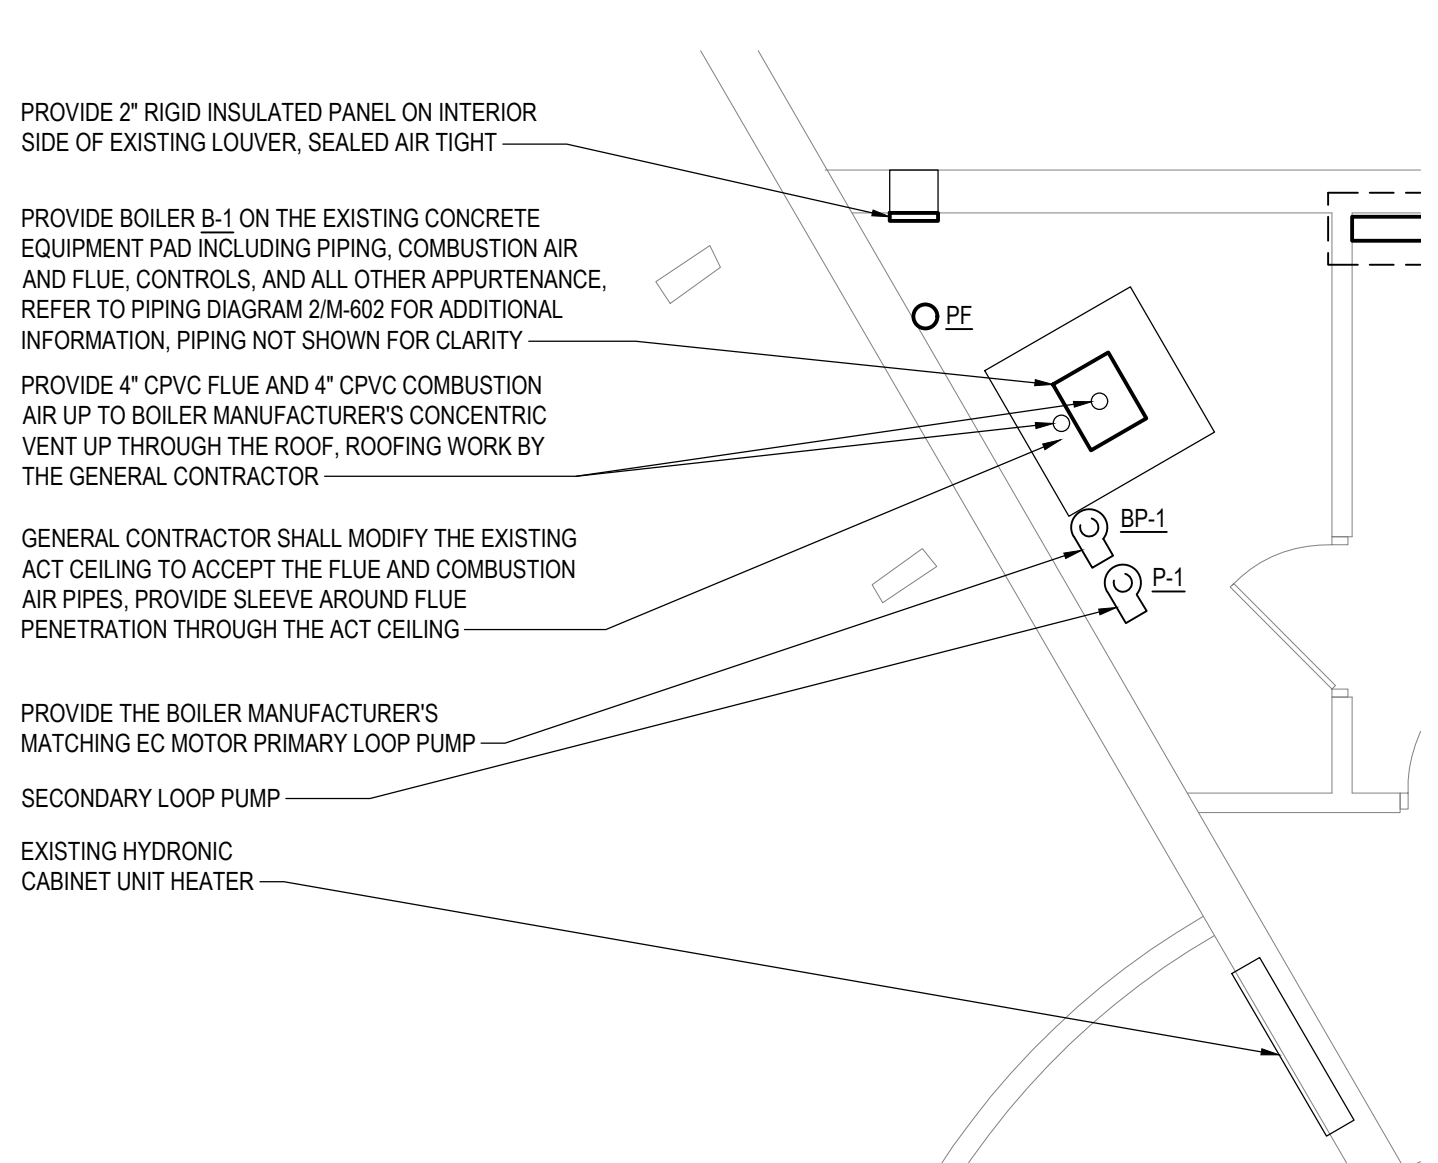 PROVIDE 2" RIGID INSULATED PANEL ON INTERIOR
SIDE OF EXISTING LOUVER, SEALED AIR TIGHT
PROVIDE BOILER B-1 ON THE EXISTING CONCRETE
EQUIPMENT PAD INCLUDING PIPING, COMBUSTION AIR
AND FLUE, CONTROLS, AND ALL OTHER APPURTENANCE,
REFER TO PIPING DIAGRAM 2/M-602 FOR ADDITIONAL
INFORMATION, PIPING NOT SHOWN FOR CLARITY
PROVIDE 4" CPVC FLUE AND 4" CPVC COMBUSTION
AIR UP TO BOILER MANUFACTURER'S CONCENTRIC
VENT UP THROUGH THE ROOF, ROOFING WORK BY
THE GENERAL CONTRACTOR
GENERAL CONTRACTOR SHALL MODIFY THE EXISTING
ACT CEILING TO ACCEPT THE FLUE AND COMBUSTION
AIR PIPES, PROVIDE SLEEVE AROUND FLUE
PENETRATION THROUGH THE ACT CEILING
PROVIDE THE BOILER MANUFACTURER'S
MATCHING EC MOTOR PRIMARY LOOP PUMP
SECONDARY LOOP PUMP
EXISTING HYDRONIC
CABINET UNIT HEATER
PF
BP-1
P-1